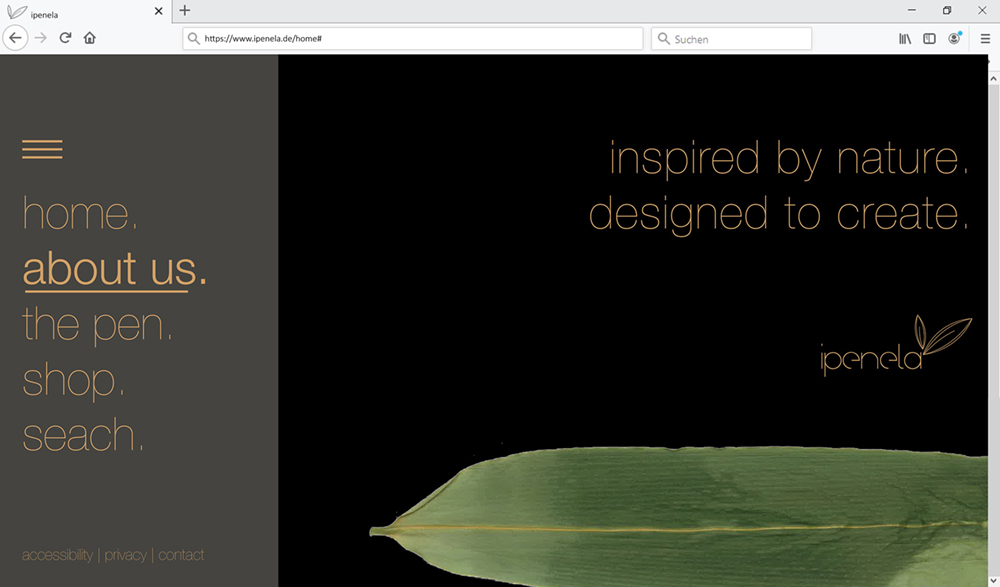 ipenela
https://www.ipenela.de/home#
Suchen
home.
about us.
the pen.
shop.
seach.
accessibility | privacy | contact
inspired by nature.
designed to create.
ipenela